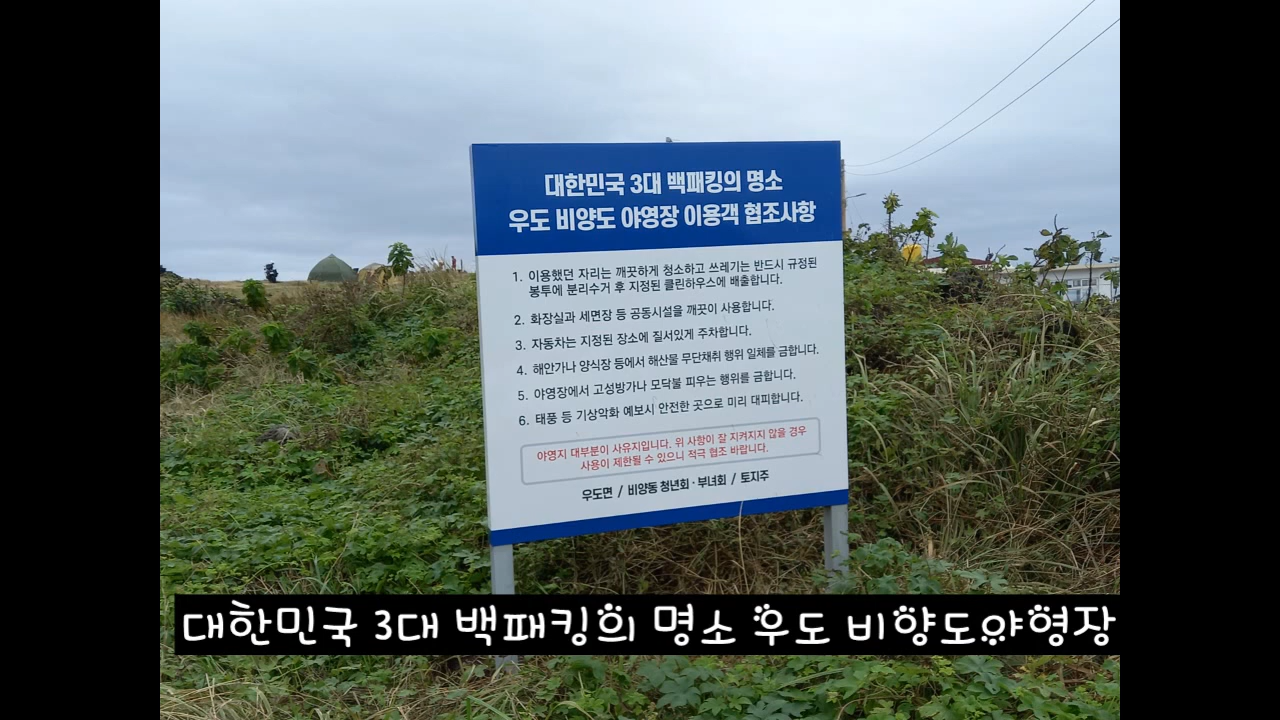 대한민국 3대 백패킹의 명소
우도 비양도 야영장 이용객 협조사항
1. 이용했던 자리는 깨끗하게 청소하고 쓰레기는 반드시 규정된
봉투에 분리수거 후 지정된 클린하우스에 배출합니다.
2. 화장실과 세면장 등 공동시설을 깨끗이 사용합니다.
3. 자동차는 지정된 장소에 질서있게 주차합니다.
4. 해안가나 양식장 등에서 해산물 무단채취 행위 일체를 금합니다.
5. 야영장에서 고성방가나 모닥불 피우는 행위를 금합니다.
6. 태풍 등 기상악화 예보시 안전한 곳으로 미리 대피합니다.
야영지 대부분이 사유지입니다. 위 사항이 잘 지켜지지 않을 경우
사용이 제한될 수 있으니 적극 협조 바랍니다.
우도면 / 비양동 청년회 · 부녀회 / 토지주
대한민국 3대 백패킹의 명소 우도 비향도야형장